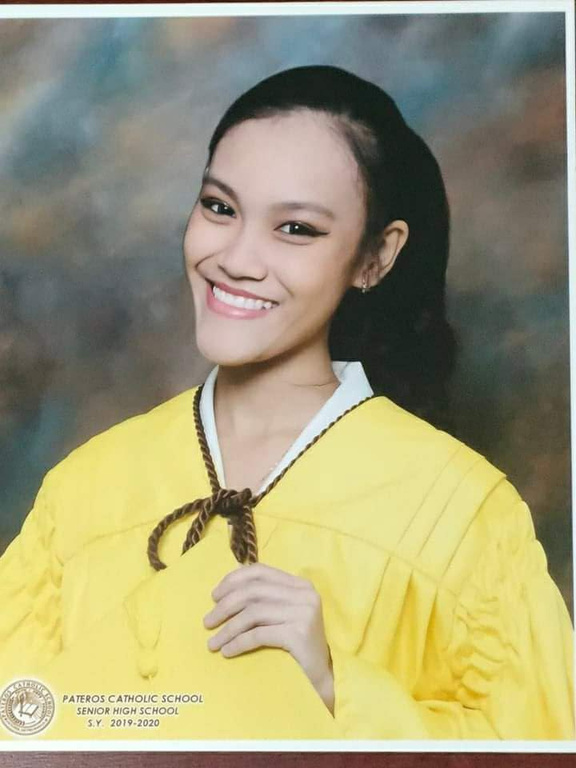 PATEROS CATHOLIC SCHOOL
SENIOR HIGH SCHOOL
S.Y. 2019-2020